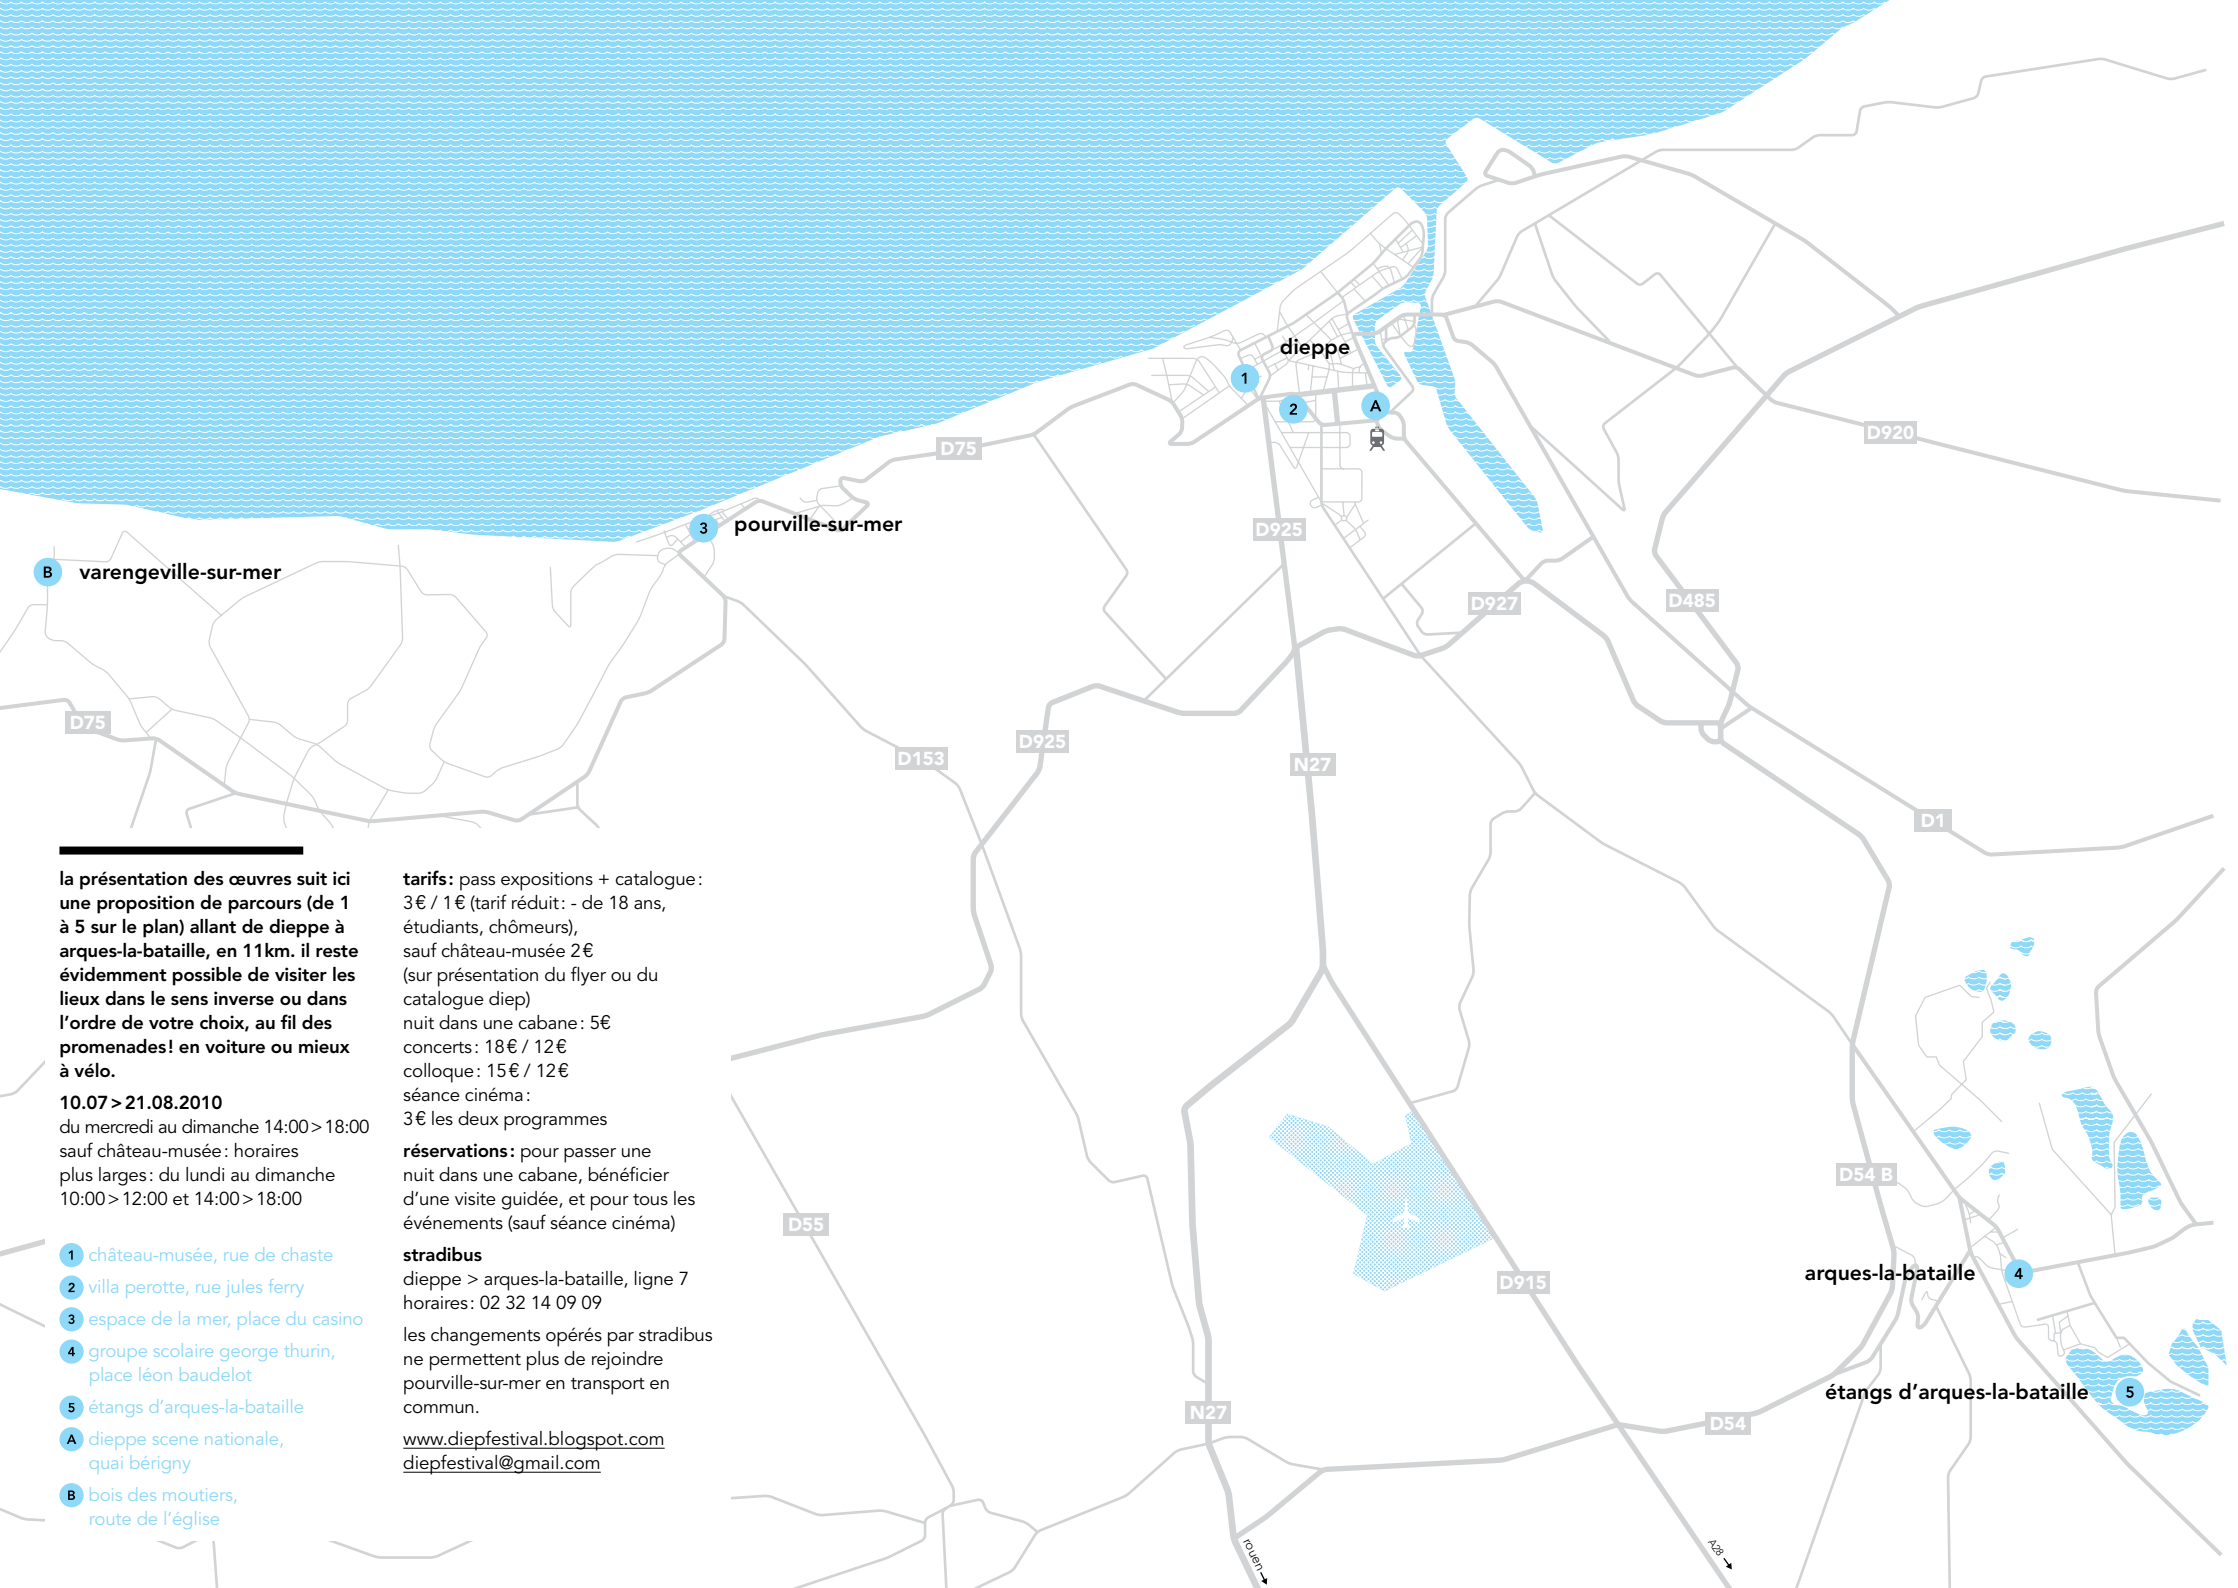 dieppe
1
2
A
D75
D920
3
pourville-sur-mer
D925
B
varengeville-sur-mer
D927
D485
D75
D153
D925
N27
D1
la présentation des œuvres suit ici
une proposition de parcours (de 1
à 5 sur le plan) allant de dieppe à
arques-la-bataille, en 11km. il reste
évidemment possible de visiter les
lieux dans le sens inverse ou dans
l’ordre de votre choix, au fil des
promenades! en voiture ou mieux
à vélo.
10.07 > 21.08.2010
du mercredi au dimanche 14:00 > 18:00
sauf château-musée : horaires
plus larges : du lundi au dimanche
10:00 > 12:00 et 14:00 > 18:00
1 château-musée, rue de chaste
2 villa perotte, rue jules ferry
3 espace de la mer, place du casino
4 groupe scolaire george thurin,
place léon baudelot
5 étangs d’arques-la-bataille
A dieppe scene nationale,
quai bérigny
B bois des moutiers,
route de l’église
tarifs : pass expositions + catalogue :
3 € / 1 € (tarif réduit : - de 18 ans,
étudiants, chômeurs),
sauf château-musée 2 €
(sur présentation du flyer ou du
catalogue diep)
nuit dans une cabane : 5€
concerts : 18 € / 12 €
colloque : 15 € / 12 €
séance cinéma :
3 € les deux programmes
réservations : pour passer une
nuit dans une cabane, bénéficier
d’une visite guidée, et pour tous les
événements (sauf séance cinéma)
stradibus
dieppe > arques-la-bataille, ligne 7
horaires : 02 32 14 09 09
les changements opérés par stradibus
ne permettent plus de rejoindre
pourville-sur-mer en transport en
commun.
www.diepfestival.blogspot.com
diepfestival@gmail.com
D54 B
D55
arques-la-bataille
4
D915
étangs d’arques-la-bataille
5
N27
D54
rouen
A28